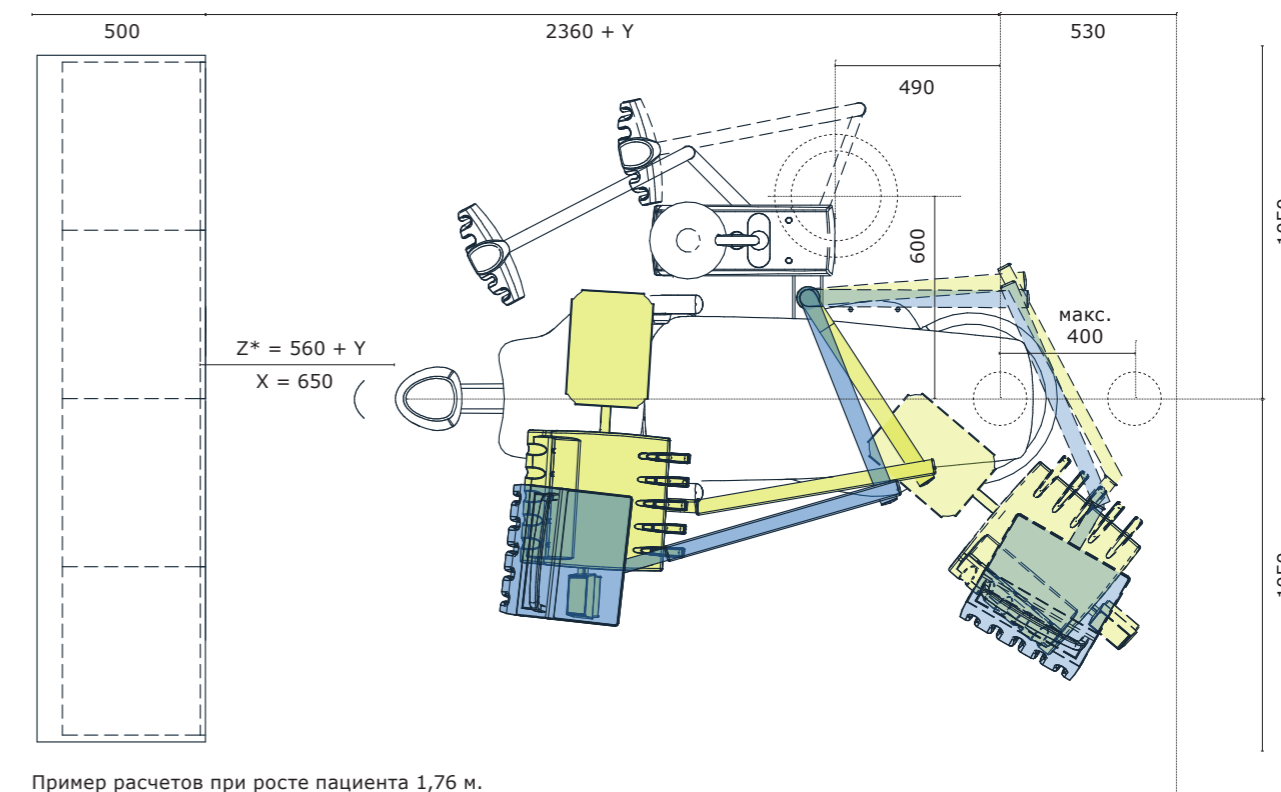 500
2360 + Y
530
490
600
макс.
400
Z* = 560 + Y
X = 650
Пример расчетов при росте пациента 1,76 м.